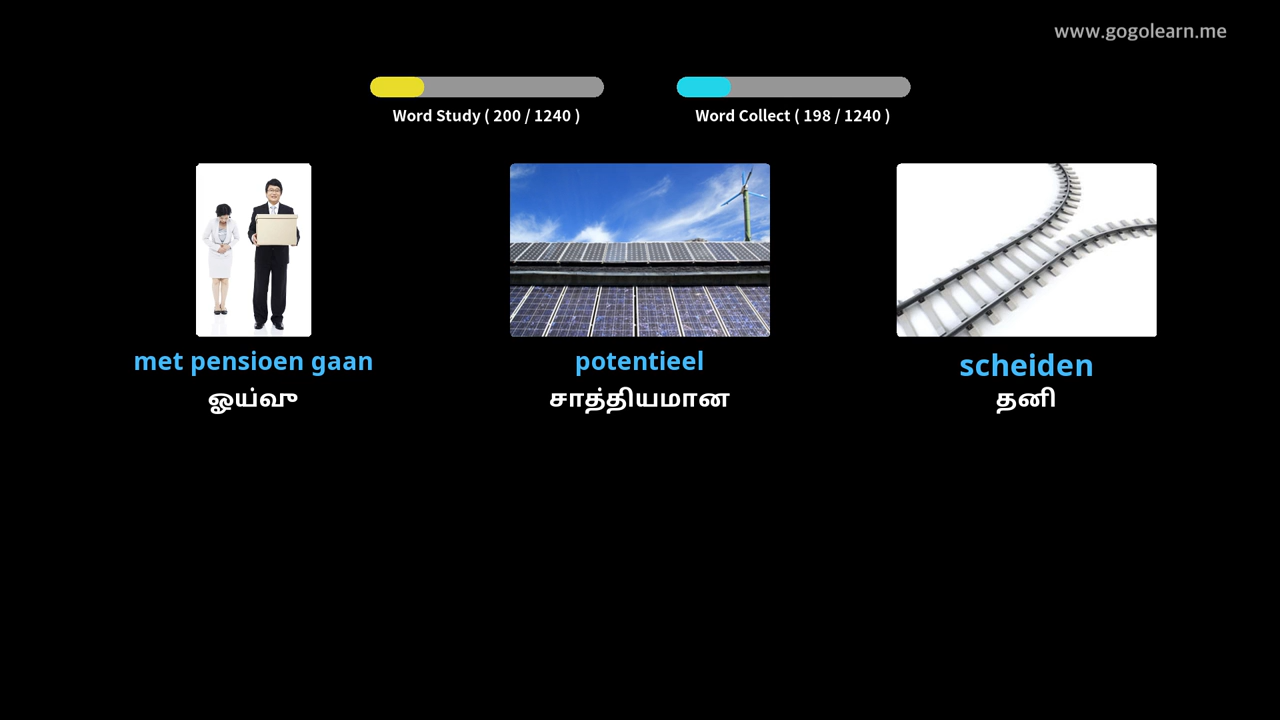 www.gogolearn.me
Word Study ( 200 / 1240 )
Word Collect ( 198 / 1240 )
met pensioen gaan
ஓய்வு
potentieel
சாத்தியமான
scheiden
தனி